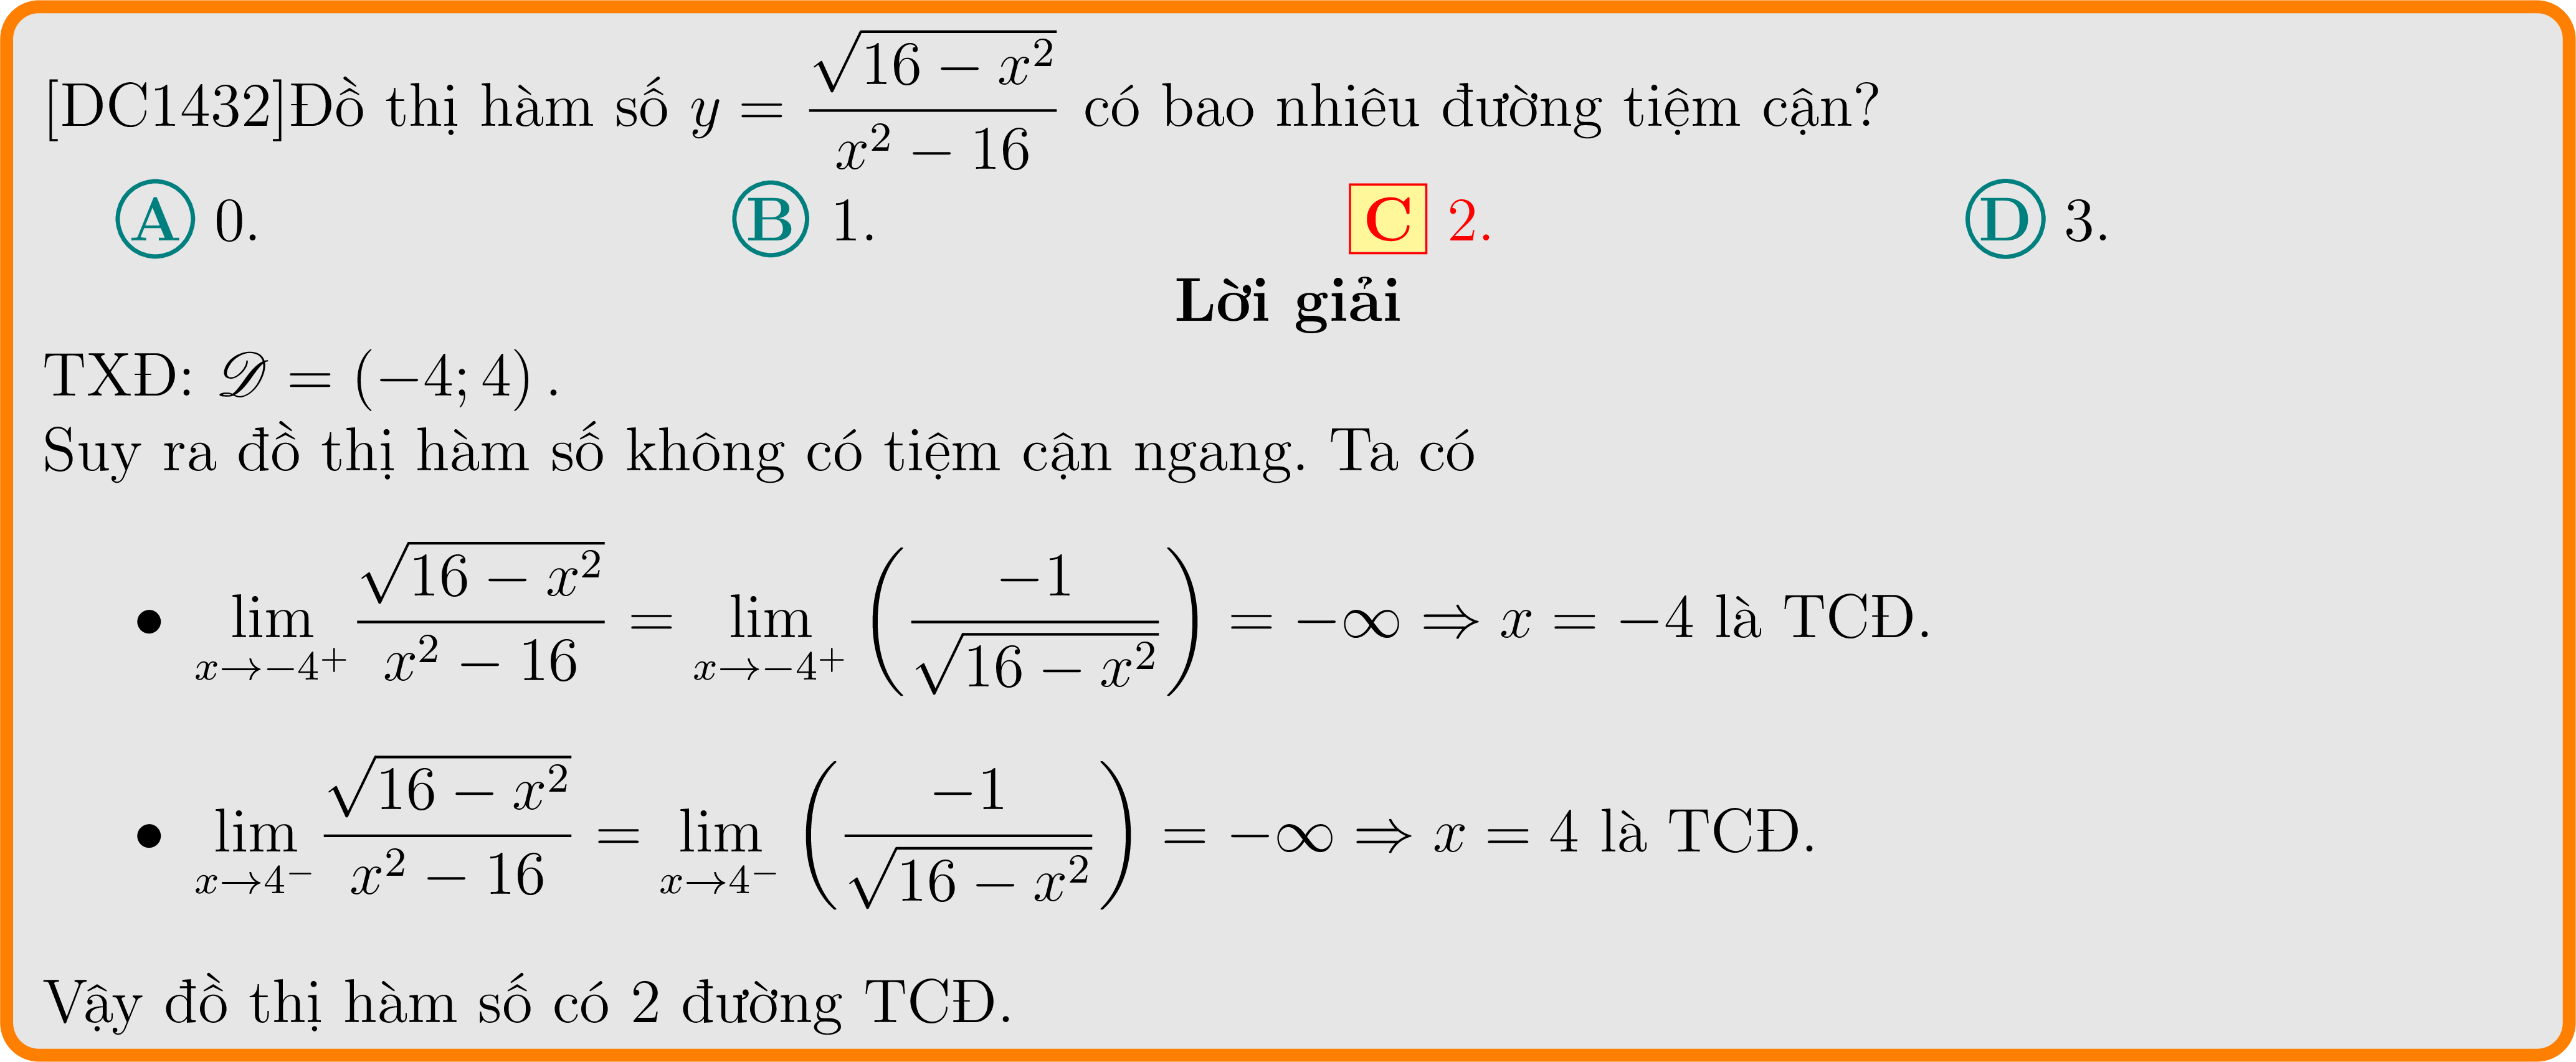 [DC1432]Đồ thị hàm số $y = \dfrac{\sqrt{16 - x^2}}{x^2 - 16}$ có bao nhiêu đường tiệm cận?
A 0. B 1. C 2. D 3.
Lời giải
TXĐ: $\mathscr{D} = (-4; 4)$.
Suy ra đồ thị hàm số không có tiệm cận ngang. Ta có
• $\lim\limits_{x \to -4^+} \dfrac{\sqrt{16 - x^2}}{x^2 - 16} = \lim\limits_{x \to -4^+} \left( \dfrac{-1}{\sqrt{16 - x^2}} \right) = -\infty \Rightarrow x = -4$ là TCĐ.
• $\lim\limits_{x \to 4^-} \dfrac{\sqrt{16 - x^2}}{x^2 - 16} = \lim\limits_{x \to 4^-} \left( \dfrac{-1}{\sqrt{16 - x^2}} \right) = -\infty \Rightarrow x = 4$ là TCĐ.
Vậy đồ thị hàm số có 2 đường TCĐ.